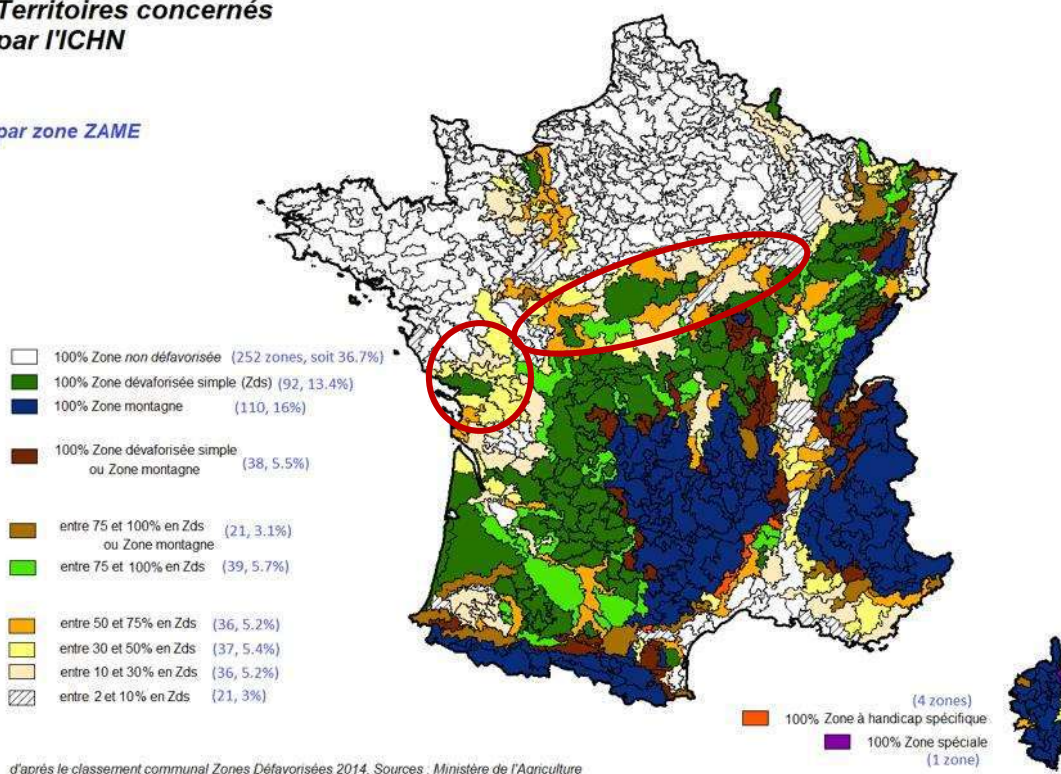 Territoires concernés
par l'ICHN
par zone ZAME
100% Zone non défavorisée (252 zones, soit 36.7%)
100% Zone dévaforisée simple (Zds) (92, 13.4%)
100% Zone montagne (110, 16%)
100% Zone dévaforisée simple
ou Zone montagne (38, 5.5%)
entre 75 et 100% en Zds
ou Zone montagne (21, 3.1%)
entre 75 et 100% en Zds (39, 5.7%)
entre 50 et 75% en Zds (36, 5.2%)
entre 30 et 50% en Zds (37, 5.4%)
entre 10 et 30% en Zds (36, 5.2%)
entre 2 et 10% en Zds (21, 3%)
(4 zones)
100% Zone à handicap spécifique
100% Zone spéciale
(1 zone)
d'après le classement communal Zones Défavorisées 2014. Sources : Ministère de l'Agriculture